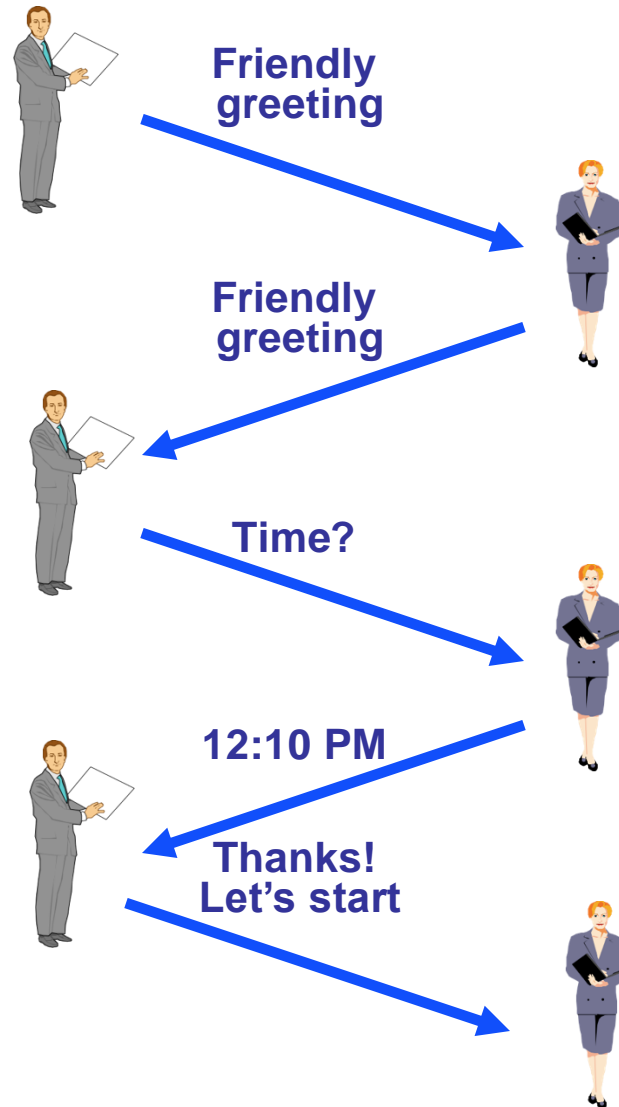 Friendly
greeting
Friendly
greeting
Time?
12:10 PM
Thanks!
Let’s start